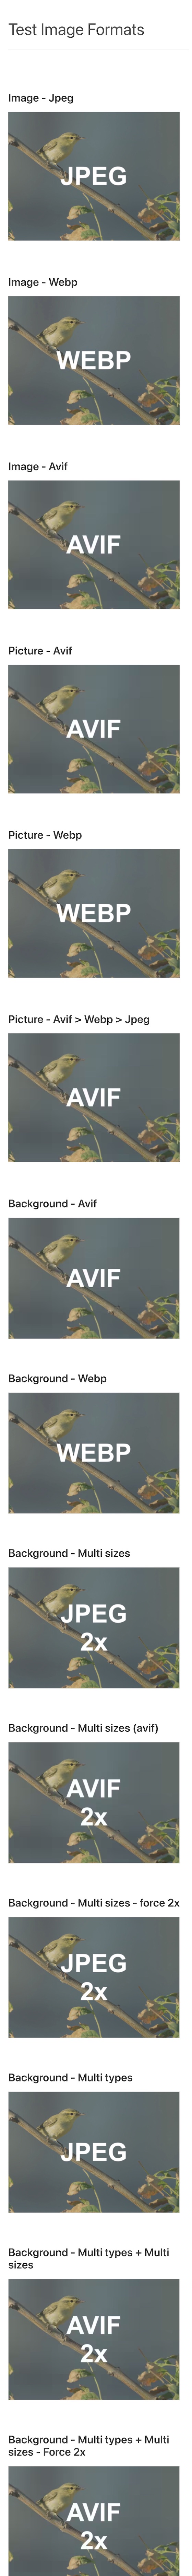 Test Image Formats
Image - Jpeg
JPEG
Image - Webp
WEBP
Image - Avif
AVIF
Picture - Avif
AVIF
Picture - Webp
WEBP
Picture - Avif > Webp > Jpeg
AVIF
Background - Avif
AVIF
Background - Webp
WEBP
Background - Multi sizes
JPEG
2x
Background - Multi sizes (avif)
AVIF
2x
Background - Multi sizes - force 2x
JPEG
2x
Background - Multi types
JPEG
Background - Multi types + Multi
sizes
AVIF
2x
Background - Multi types + Multi
sizes - Force 2x
AVIF
2x